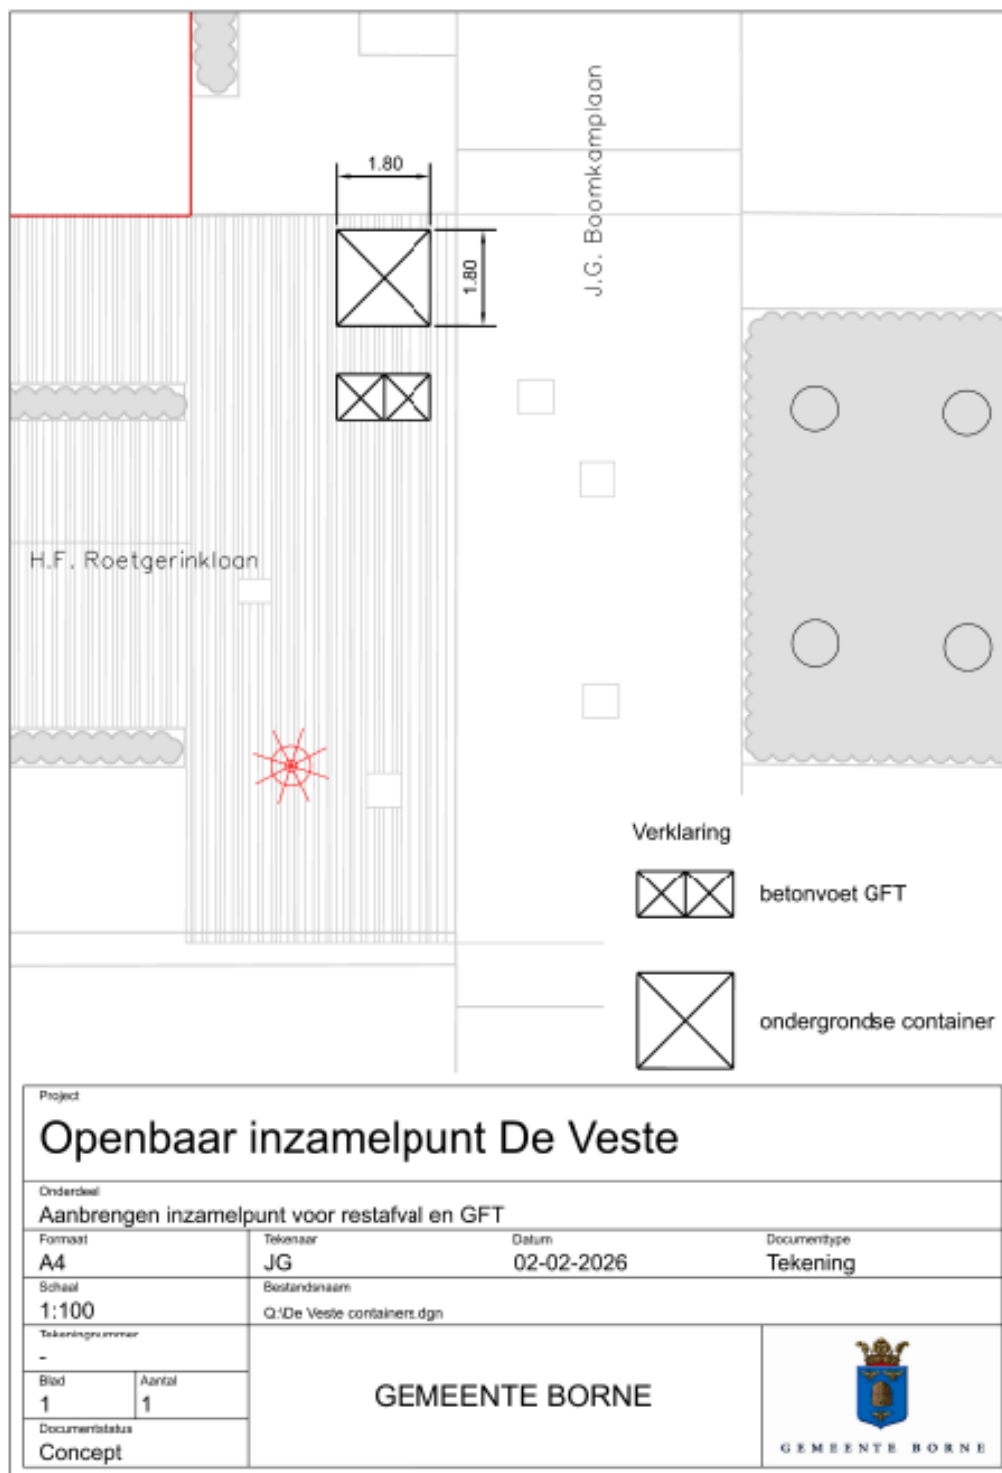 J.G. Boomkamplaan
1.80
1.80
H.F. Roetgerinklaan
Verklaring
betonvoet GFT
ondergrondse container
Project
Openbaar inzamelpunt De Veste
Onderdeel
Aanbrengen inzamelpunt voor restafval en GFT
Formaat Tekenaar Datum Documenttype
A4 JG 02-02-2026 Tekening
Schaal Bestandsnaam
1:100 Q:\De Veste containers.dgn
Tekeningnummer
-
Blad Aantal
1 1
GEMEENTE BORNE
Documentstatus
Concept
GEMEENTE BORNE